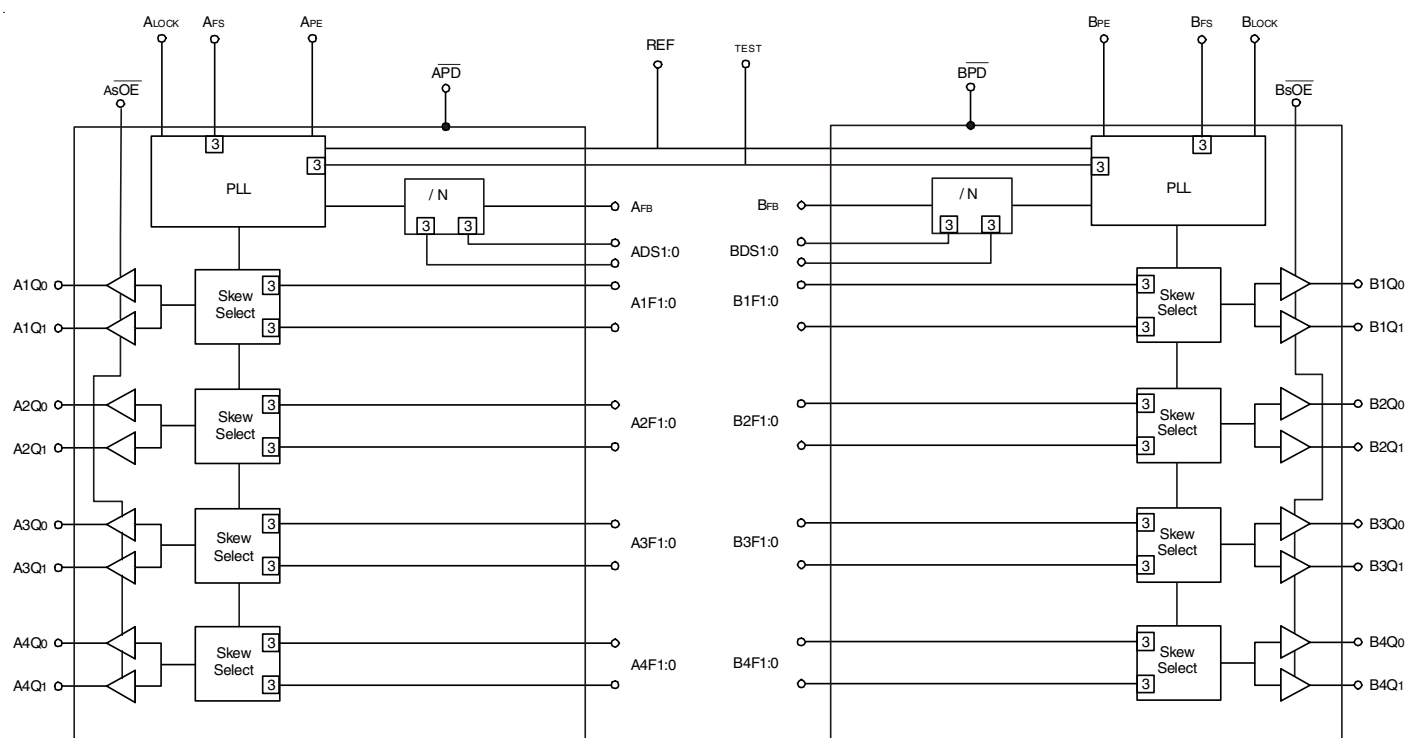 ALOCK AFS APE
REF TEST
BPE BFS BLOCK
AsOE APD BPD BsOE
3 3
3 3
PLL PLL
/ N / N
3 3 3 3
AFB BFB
ADS1:0 BDS1:0
A1Q0 Skew Select 3 A1F1:0 B1F1:0 3 Skew Select B1Q0
A1Q1 3 3 B1Q1
A2Q0 Skew Select 3 A2F1:0 B2F1:0 3 Skew Select B2Q0
A2Q1 3 3 B2Q1
A3Q0 Skew Select 3 A3F1:0 B3F1:0 3 Skew Select B3Q0
A3Q1 3 3 B3Q1
A4Q0 Skew Select 3 A4F1:0 B4F1:0 3 Skew Select B4Q0
A4Q1 3 3 B4Q1